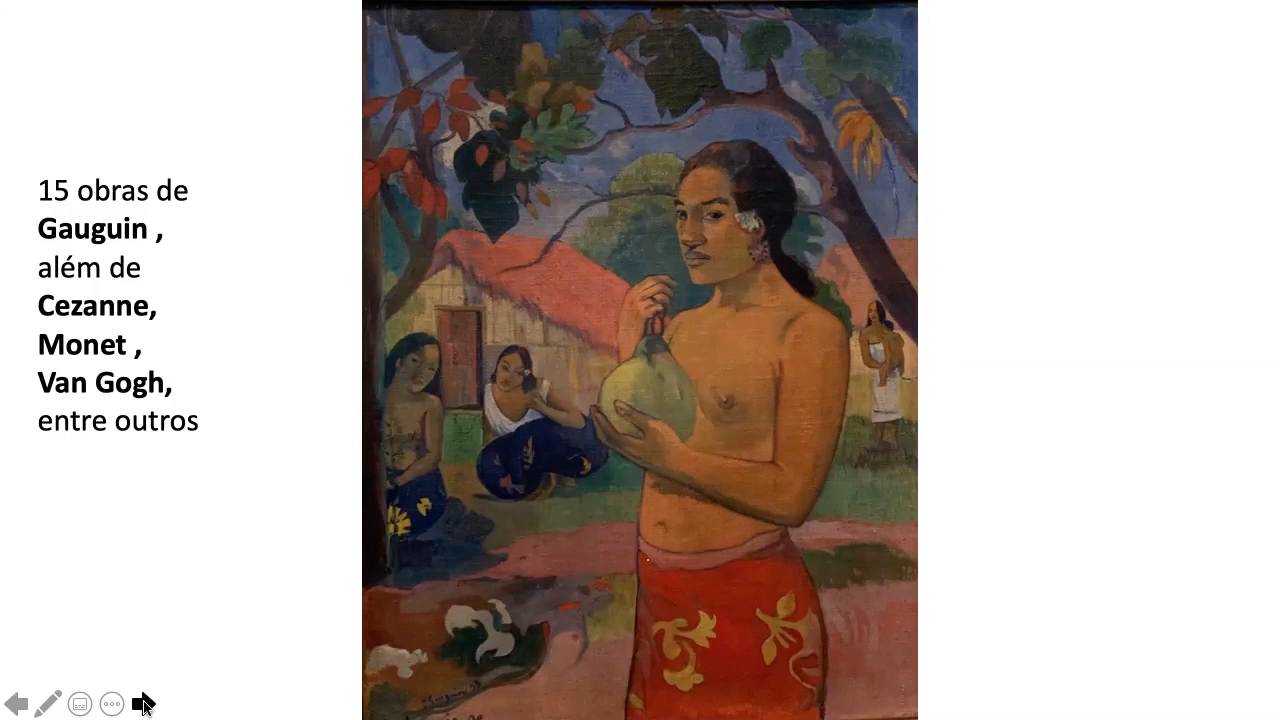 15 obras de
Gauguin ,
além de
Cezanne,
Monet ,
Van Gogh,
entre outros